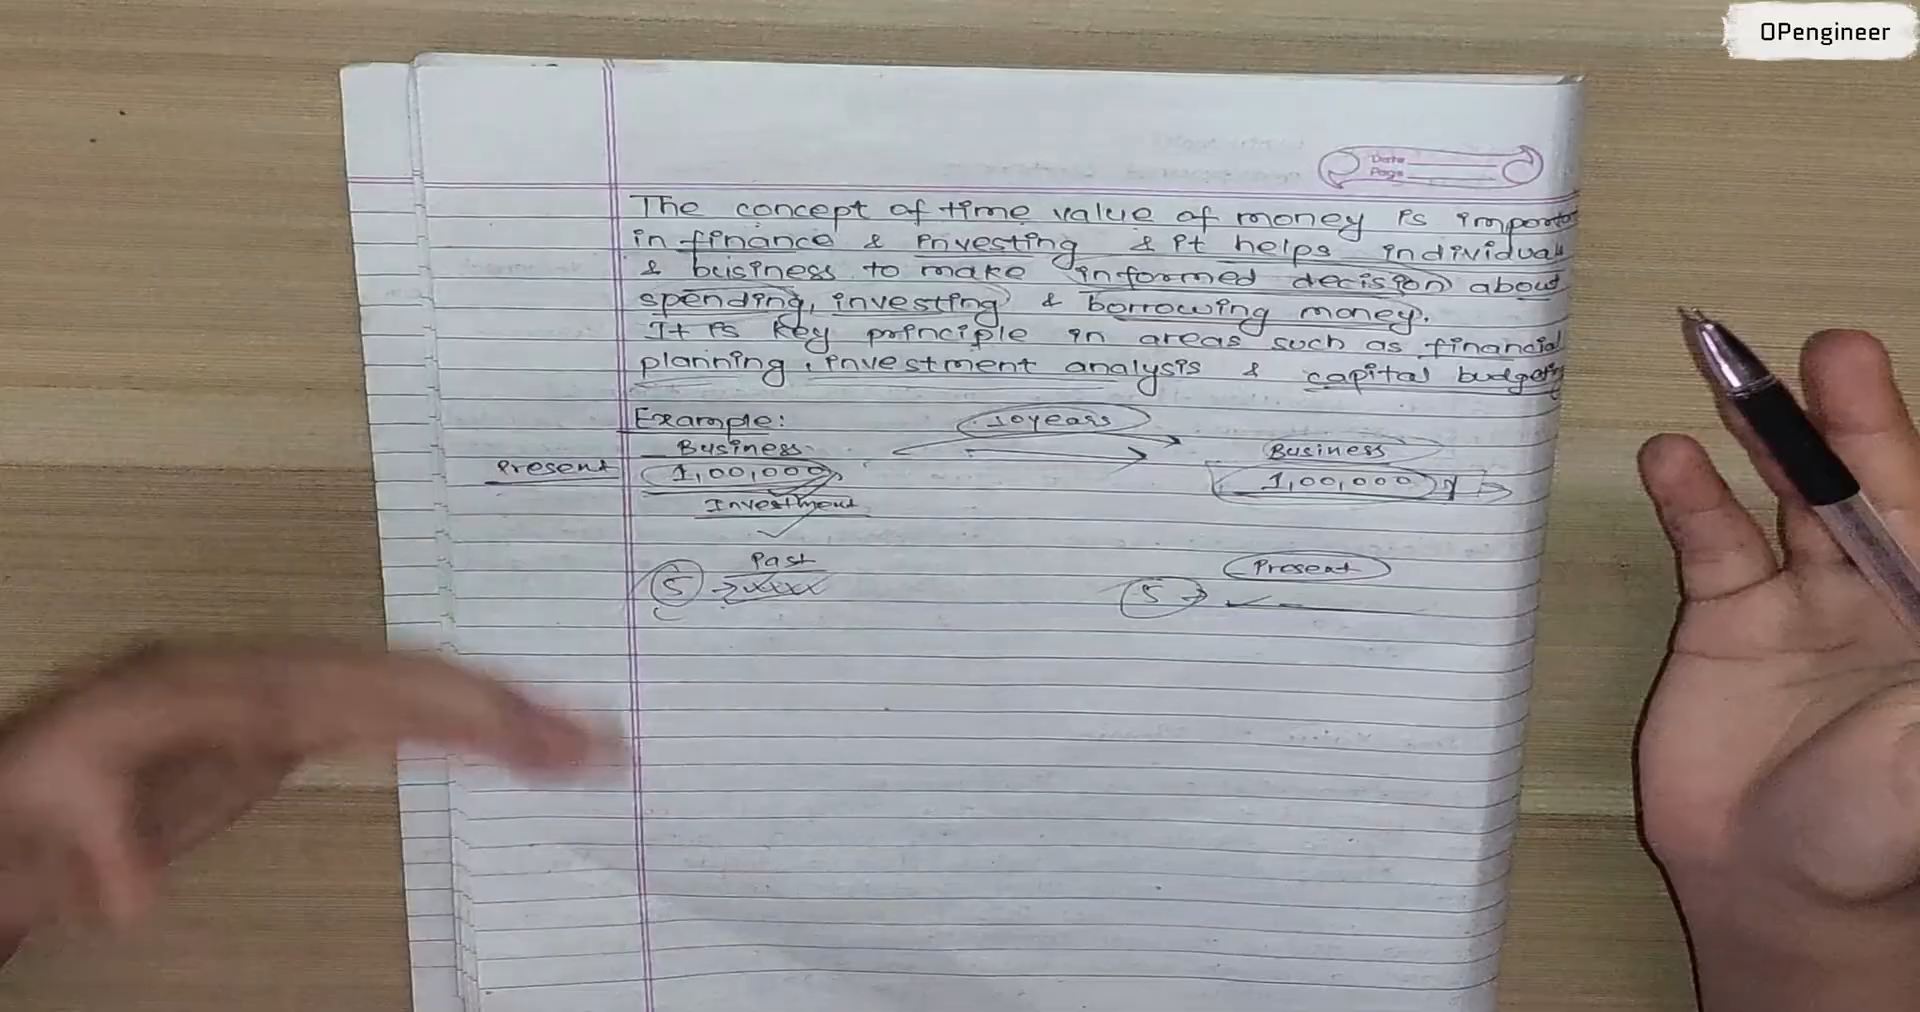 OPengineer
Date
Page
The concept of time value of money is important
in finance & investing & it helps individuals
& business to make informed decision about
spending, investing & borrowing money.
It is key principle in areas such as financial
planning, investment analysis & capital budgeting
Example:
10 years
Business
Business
Present
1,00,000
1,00,000
Investment
Past
Present
5
5